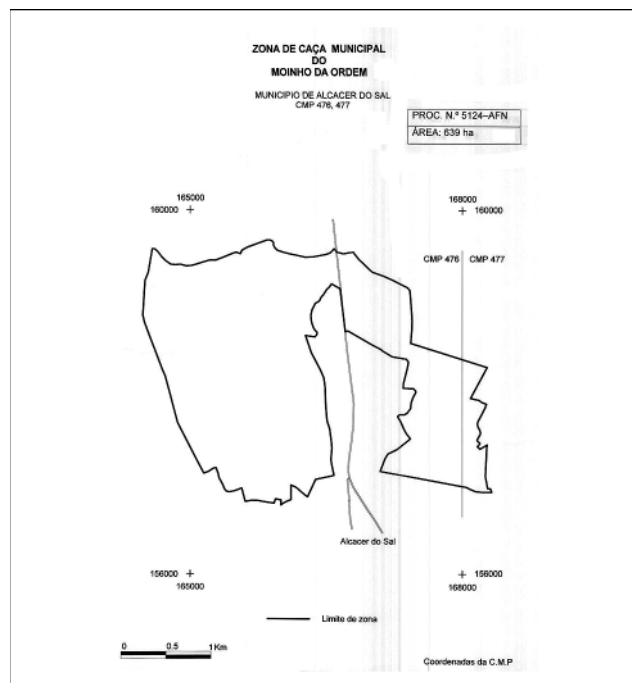 ZONA DE CAÇA MUNICIPAL
DO
MOINHO DA ORDEM
MUNICIPIO DE ALCACER DO SAL
CMP 476, 477
PROC. N.º 5124–AFN
ÁREA: 639 ha
165000
160000
168000
160000
CMP 476
CMP 477
Alcacer do Sal
156000
165000
156000
168000
Limite de zona
0 0.5 1Km
Coordenadas da C.M.P